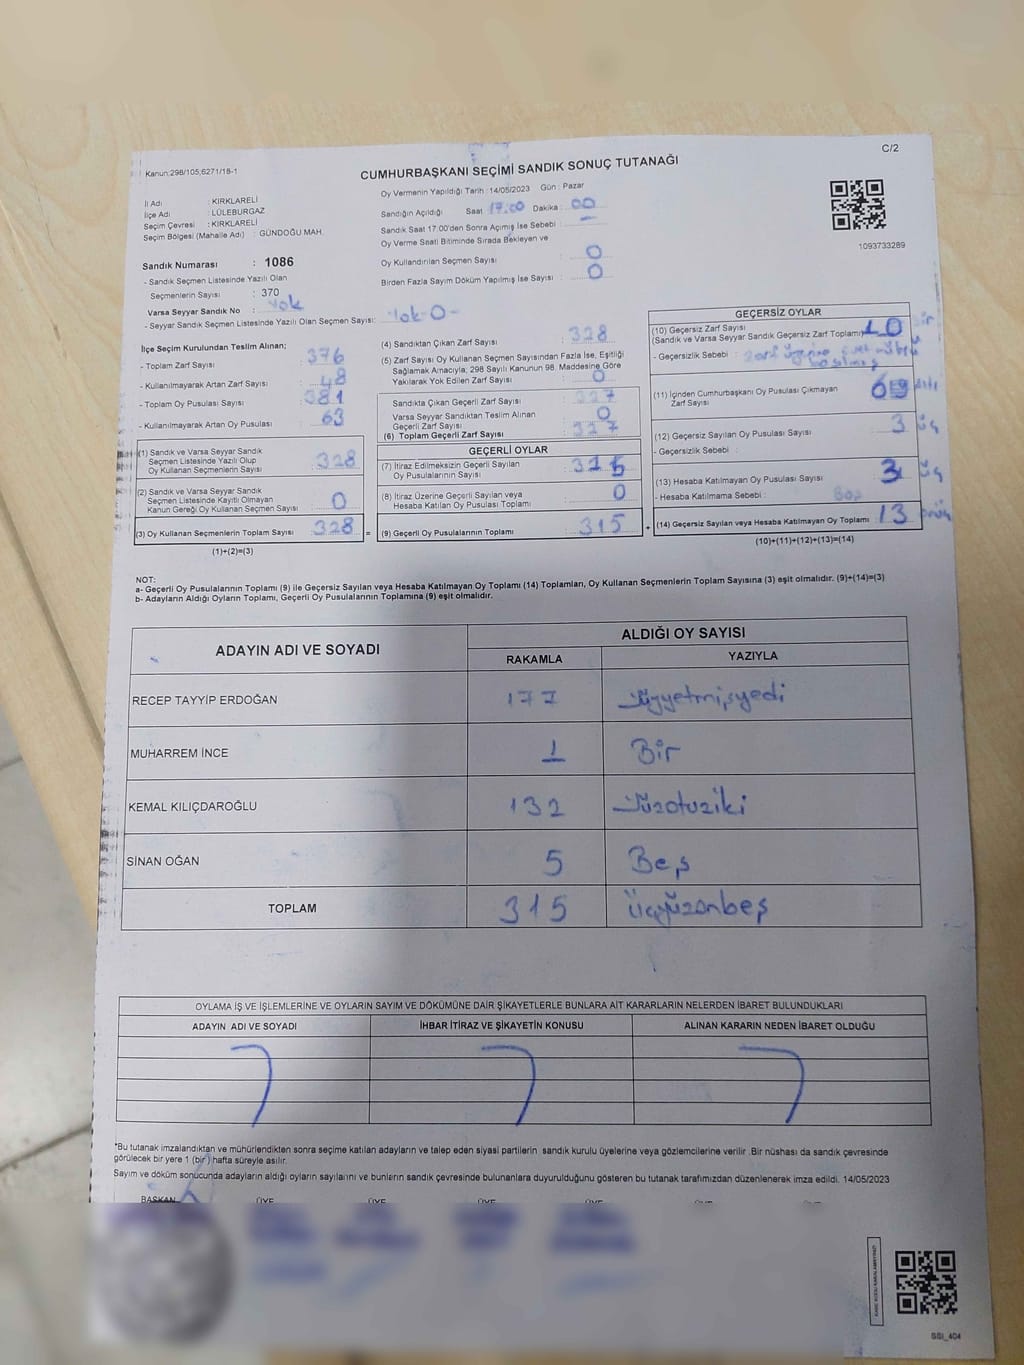 C/2
Kanun:298/105;6271/18-1
CUMHURBAŞKANI SEÇİMİ SANDIK SONUÇ TUTANAĞI
1093733289
İl Adı : KIRKLARELİ
İlçe Adı : LÜLEBURGAZ
Seçim Çevresi : KIRKLARELİ
Seçim Bölgesi (Mahalle Adı) : GÜNDOĞU MAH.
Sandık Numarası : 1086
- Sandık Seçmen Listesinde Yazılı Olan
Seçmenlerin Sayısı : 370
Varsa Seyyar Sandık No : Yok
- Seyyar Sandık Seçmen Listesinde Yazılı Olan Seçmen Sayısı: Yok-0-
Oy Vermenin Yapıldığı Tarih : 14/05/2023 Gün : Pazar
Sandığın Açıldığı Saat 17:00 Dakika : 00
Sandık Saat 17:00'den Sonra Açımış İse Sebebi : -
Oy Verme Saati Bitiminde Sırada Bekleyen ve
Oy Kullandırılan Seçmen Sayısı : 0
Birden Fazla Sayım Döküm Yapılmış İse Sayısı : 0
İlçe Seçim Kurulundan Teslim Alınan;
- Toplam Zarf Sayısı : 376
- Kullanılmayarak Artan Zarf Sayısı : 48
- Toplam Oy Pusulası Sayısı : 381
- Kullanılmayarak Artan Oy Pusulası : 63
(1) Sandık ve Varsa Seyyar Sandık
Seçmen Listesinde Yazılı Olup
Oy Kullanan Seçmenlerin Sayısı : 328
(2) Sandık ve Varsa Seyyar Sandık
Seçmen Listesinde Kayıtlı Olmayan
Kanun Gereği Oy Kullanan Seçmen Sayısı : 0
(3) Oy Kullanan Seçmenlerin Toplam Sayısı : 328 =
(1)+(2)=(3)
(4) Sandıktan Çıkan Zarf Sayısı : 328
(5) Zarf Sayısı Oy Kullanan Seçmen Sayısından Fazla İse, Eşitliği
Sağlamak Amacıyla, 298 Sayılı Kanunun 98. Maddesine Göre
Yakılarak Yok Edilen Zarf Sayısı : 0
Sandıkta Çıkan Geçerli Zarf Sayısı : 327
Varsa Seyyar Sandıktan Teslim Alınan
Geçerli Zarf Sayısı : 0
(6) Toplam Geçerli Zarf Sayısı : 327
GEÇERLİ OYLAR
(7) İtiraz Edilmeksizin Geçerli Sayılan
Oy Pusulalarının Sayısı : 315
(8) İtiraz Üzerine Geçerli Sayılan veya
Hesaba Katılan Oy Pusulası Toplamı : 0
(9) Geçerli Oy Pusulalarının Toplamı : 315 +
GEÇERSİZ OYLAR
(10) Geçersiz Zarf Sayısı
(Sandık ve Varsa Seyyar Sandık Geçersiz Zarf Toplamı) : Bir
- Geçersizlik Sebebi :
(11) İçinden Cumhurbaşkanı Oy Pusulası Çıkmayan
Zarf Sayısı : 6 altı
(12) Geçersiz Sayılan Oy Pusulası Sayısı : 3 üç
- Geçersizlik Sebebi :
(13) Hesaba Katılmayan Oy Pusulası Sayısı : 3 üç
- Hesaba Katılmama Sebebi : Boş
(14) Geçersiz Sayılan veya Hesaba Katılmayan Oy Toplamı : 13
(10)+(11)+(12)+(13)=(14)
NOT:
a- Geçerli Oy Pusulalarının Toplamı (9) ile Geçersiz Sayılan veya Hesaba Katılmayan Oy Toplamı (14) Toplamları, Oy Kullanan Seçmenlerin Toplam Sayısına (3) eşit olmalıdır. (9)+(14)=(3)
b- Adayların Aldığı Oyların Toplamı, Geçerli Oy Pusulalarının Toplamına (9) eşit olmalıdır.
ADAYIN ADI VE SOYADI ALDIĞI OY SAYISI
RAKAMLA YAZIYLA
RECEP TAYYİP ERDOĞAN 177 Yüzyetmişyedi
MUHARREM İNCE 1 Bir
KEMAL KILIÇDAROĞLU 132 Yüzotuziki
SİNAN OĞAN 5 Beş
TOPLAM 315 Üçyüzonbeş
OYLAMA İŞ VE İŞLEMLERİNE VE OYLARIN SAYIM VE DÖKÜMÜNE DAİR ŞİKAYETLERLE BUNLARA AİT KARARLARIN NELERDEN İBARET BULUNDUKLARI
ADAYIN ADI VE SOYADI İHBAR İTİRAZ VE ŞİKAYETİN KONUSU ALINAN KARARIN NEDEN İBARET OLDUĞU
*Bu tutanak imzalandıktan ve mühürlendikten sonra seçime katılan adayların ve talep eden siyasi partilerin sandık kurulu üyelerine veya gözlemcilerine verilir .Bir nüshası da sandık çevresinde
görülecek bir yere 1 (bir) hafta süreyle asılır.
Sayım ve döküm sonucunda adayların aldığı oyların sayılarını ve bunların sandık çevresinde bulunanlara duyurulduğunu gösteren bu tutanak tarafımızdan düzenlenerek imza edildi. 14/05/2023
BAŞKAN ÜYE ÜYE ÜYE ÜYE ÜYE ÜYE
SSI_404